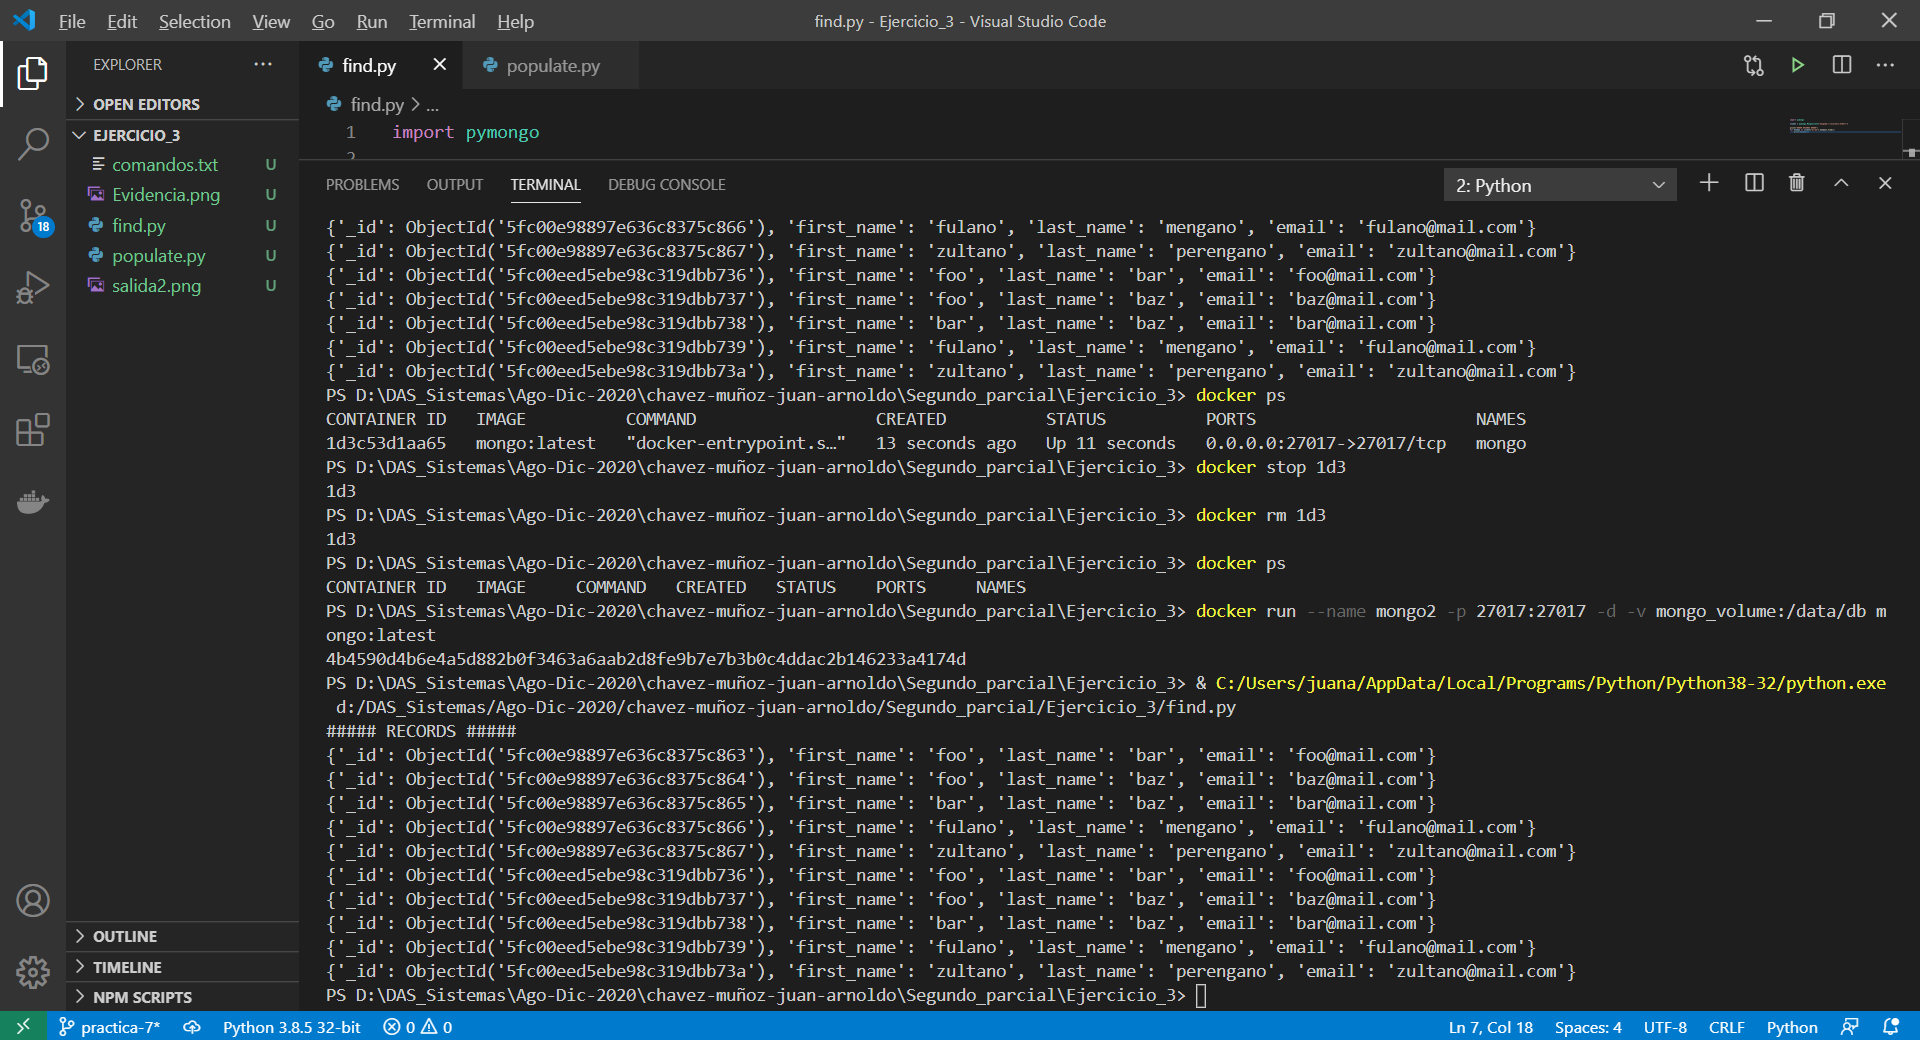 File Edit Selection View Go Run Terminal Help
find.py - Ejercicio_3 - Visual Studio Code
EXPLORER
OPEN EDITORS
EJERCICIO_3
comandos.txt U
Evidencia.png U
find.py U
populate.py U
salida2.png U
18
OUTLINE
TIMELINE
NPM SCRIPTS
find.py
populate.py
find.py > ...
1 import pymongo
2
PROBLEMS OUTPUT TERMINAL DEBUG CONSOLE
2: Python
{'_id': ObjectId('5fc00e98897e636c8375c866'), 'first_name': 'fulano', 'last_name': 'mengano', 'email': 'fulano@mail.com'}
{'_id': ObjectId('5fc00e98897e636c8375c867'), 'first_name': 'zultano', 'last_name': 'perengano', 'email': 'zultano@mail.com'}
{'_id': ObjectId('5fc00eed5ebe98c319dbb736'), 'first_name': 'foo', 'last_name': 'bar', 'email': 'foo@mail.com'}
{'_id': ObjectId('5fc00eed5ebe98c319dbb737'), 'first_name': 'foo', 'last_name': 'baz', 'email': 'baz@mail.com'}
{'_id': ObjectId('5fc00eed5ebe98c319dbb738'), 'first_name': 'bar', 'last_name': 'baz', 'email': 'bar@mail.com'}
{'_id': ObjectId('5fc00eed5ebe98c319dbb739'), 'first_name': 'fulano', 'last_name': 'mengano', 'email': 'fulano@mail.com'}
{'_id': ObjectId('5fc00eed5ebe98c319dbb73a'), 'first_name': 'zultano', 'last_name': 'perengano', 'email': 'zultano@mail.com'}
PS D:\DAS_Sistemas\Ago-Dic-2020\chavez-muñoz-juan-arnoldo\Segundo_parcial\Ejercicio_3> docker ps
CONTAINER ID IMAGE COMMAND CREATED STATUS PORTS NAMES
1d3c53d1aa65 mongo:latest "docker-entrypoint.s…" 13 seconds ago Up 11 seconds 0.0.0.0:27017->27017/tcp mongo
PS D:\DAS_Sistemas\Ago-Dic-2020\chavez-muñoz-juan-arnoldo\Segundo_parcial\Ejercicio_3> docker stop 1d3
1d3
PS D:\DAS_Sistemas\Ago-Dic-2020\chavez-muñoz-juan-arnoldo\Segundo_parcial\Ejercicio_3> docker rm 1d3
1d3
PS D:\DAS_Sistemas\Ago-Dic-2020\chavez-muñoz-juan-arnoldo\Segundo_parcial\Ejercicio_3> docker ps
CONTAINER ID IMAGE COMMAND CREATED STATUS PORTS NAMES
PS D:\DAS_Sistemas\Ago-Dic-2020\chavez-muñoz-juan-arnoldo\Segundo_parcial\Ejercicio_3> docker run --name mongo2 -p 27017:27017 -d -v mongo_volume:/data/db m
ongo:latest
4b4590d4b6e4a5d882b0f3463a6aab2d8fe9b7e7b3b0c4ddac2b146233a4174d
PS D:\DAS_Sistemas\Ago-Dic-2020\chavez-muñoz-juan-arnoldo\Segundo_parcial\Ejercicio_3> & C:/Users/juana/AppData/Local/Programs/Python/Python38-32/python.exe
d:/DAS_Sistemas/Ago-Dic-2020/chavez-muñoz-juan-arnoldo/Segundo_parcial/Ejercicio_3/find.py
##### RECORDS #####
{'_id': ObjectId('5fc00e98897e636c8375c863'), 'first_name': 'foo', 'last_name': 'bar', 'email': 'foo@mail.com'}
{'_id': ObjectId('5fc00e98897e636c8375c864'), 'first_name': 'foo', 'last_name': 'baz', 'email': 'baz@mail.com'}
{'_id': ObjectId('5fc00e98897e636c8375c865'), 'first_name': 'bar', 'last_name': 'baz', 'email': 'bar@mail.com'}
{'_id': ObjectId('5fc00e98897e636c8375c866'), 'first_name': 'fulano', 'last_name': 'mengano', 'email': 'fulano@mail.com'}
{'_id': ObjectId('5fc00e98897e636c8375c867'), 'first_name': 'zultano', 'last_name': 'perengano', 'email': 'zultano@mail.com'}
{'_id': ObjectId('5fc00eed5ebe98c319dbb736'), 'first_name': 'foo', 'last_name': 'bar', 'email': 'foo@mail.com'}
{'_id': ObjectId('5fc00eed5ebe98c319dbb737'), 'first_name': 'foo', 'last_name': 'baz', 'email': 'baz@mail.com'}
{'_id': ObjectId('5fc00eed5ebe98c319dbb738'), 'first_name': 'bar', 'last_name': 'baz', 'email': 'bar@mail.com'}
{'_id': ObjectId('5fc00eed5ebe98c319dbb739'), 'first_name': 'fulano', 'last_name': 'mengano', 'email': 'fulano@mail.com'}
{'_id': ObjectId('5fc00eed5ebe98c319dbb73a'), 'first_name': 'zultano', 'last_name': 'perengano', 'email': 'zultano@mail.com'}
PS D:\DAS_Sistemas\Ago-Dic-2020\chavez-muñoz-juan-arnoldo\Segundo_parcial\Ejercicio_3>
practica-7* Python 3.8.5 32-bit 0 0 Ln 7, Col 18 Spaces: 4 UTF-8 CRLF Python